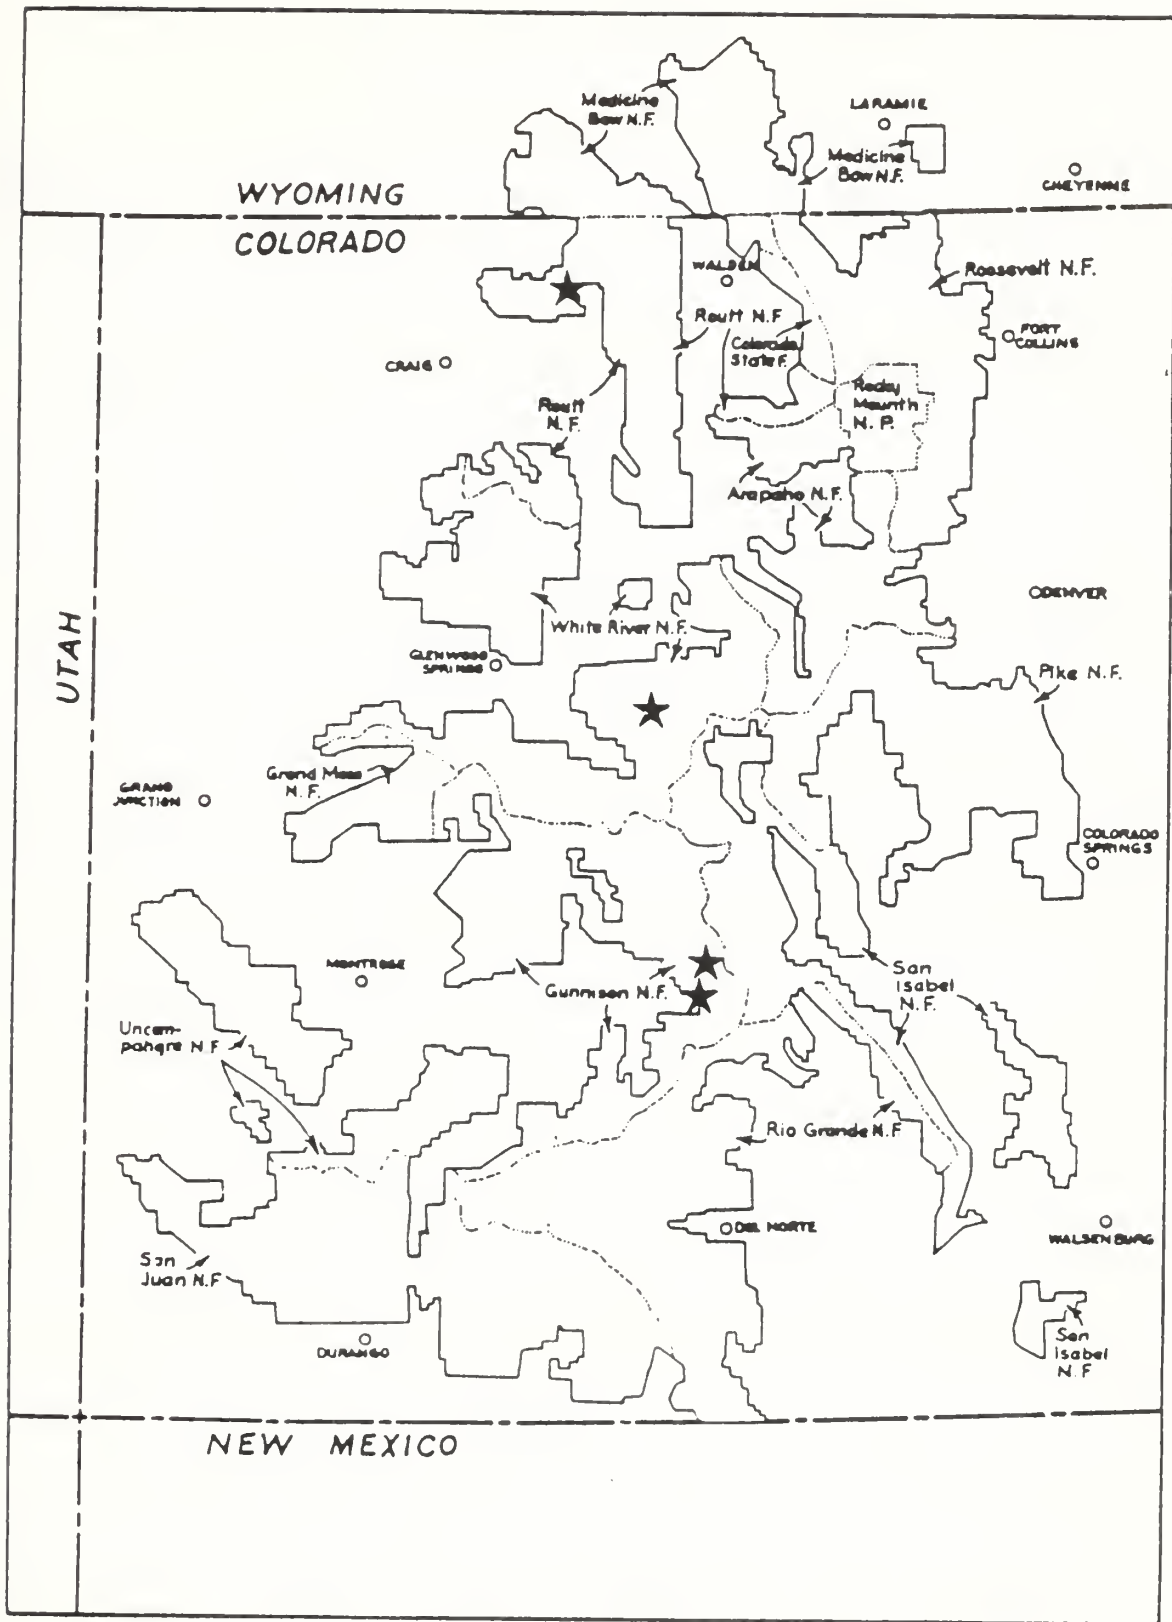 Medicine
Bow N.F.
LARAMIE
Medicine
Bow N.F.
CHEYENNE
WYOMING
COLORADO
WALDEN
Roosevelt N.F.
Routt N.F
Colorado
State F.
FORT
COLLINS
CRAIG
Routt
N.F.
Rocky
Mountn
N.P.
Arapaho N.F.
UTAH
DENVER
White River N.F.
GLENWOOD
SPRINGS
Pike N.F.
Grand Mesa
N.F.
GRAND
JUNCTION
COLORADO
SPRINGS
MONTROSE
Gunnison N.F.
San
Isabel
N.F.
Uncom-
pahgre N.F
Rio Grande N.F
DEL NORTE
WALSENBURG
San
Juan N.F
DURANGO
San
Isabel
N.F
NEW MEXICO